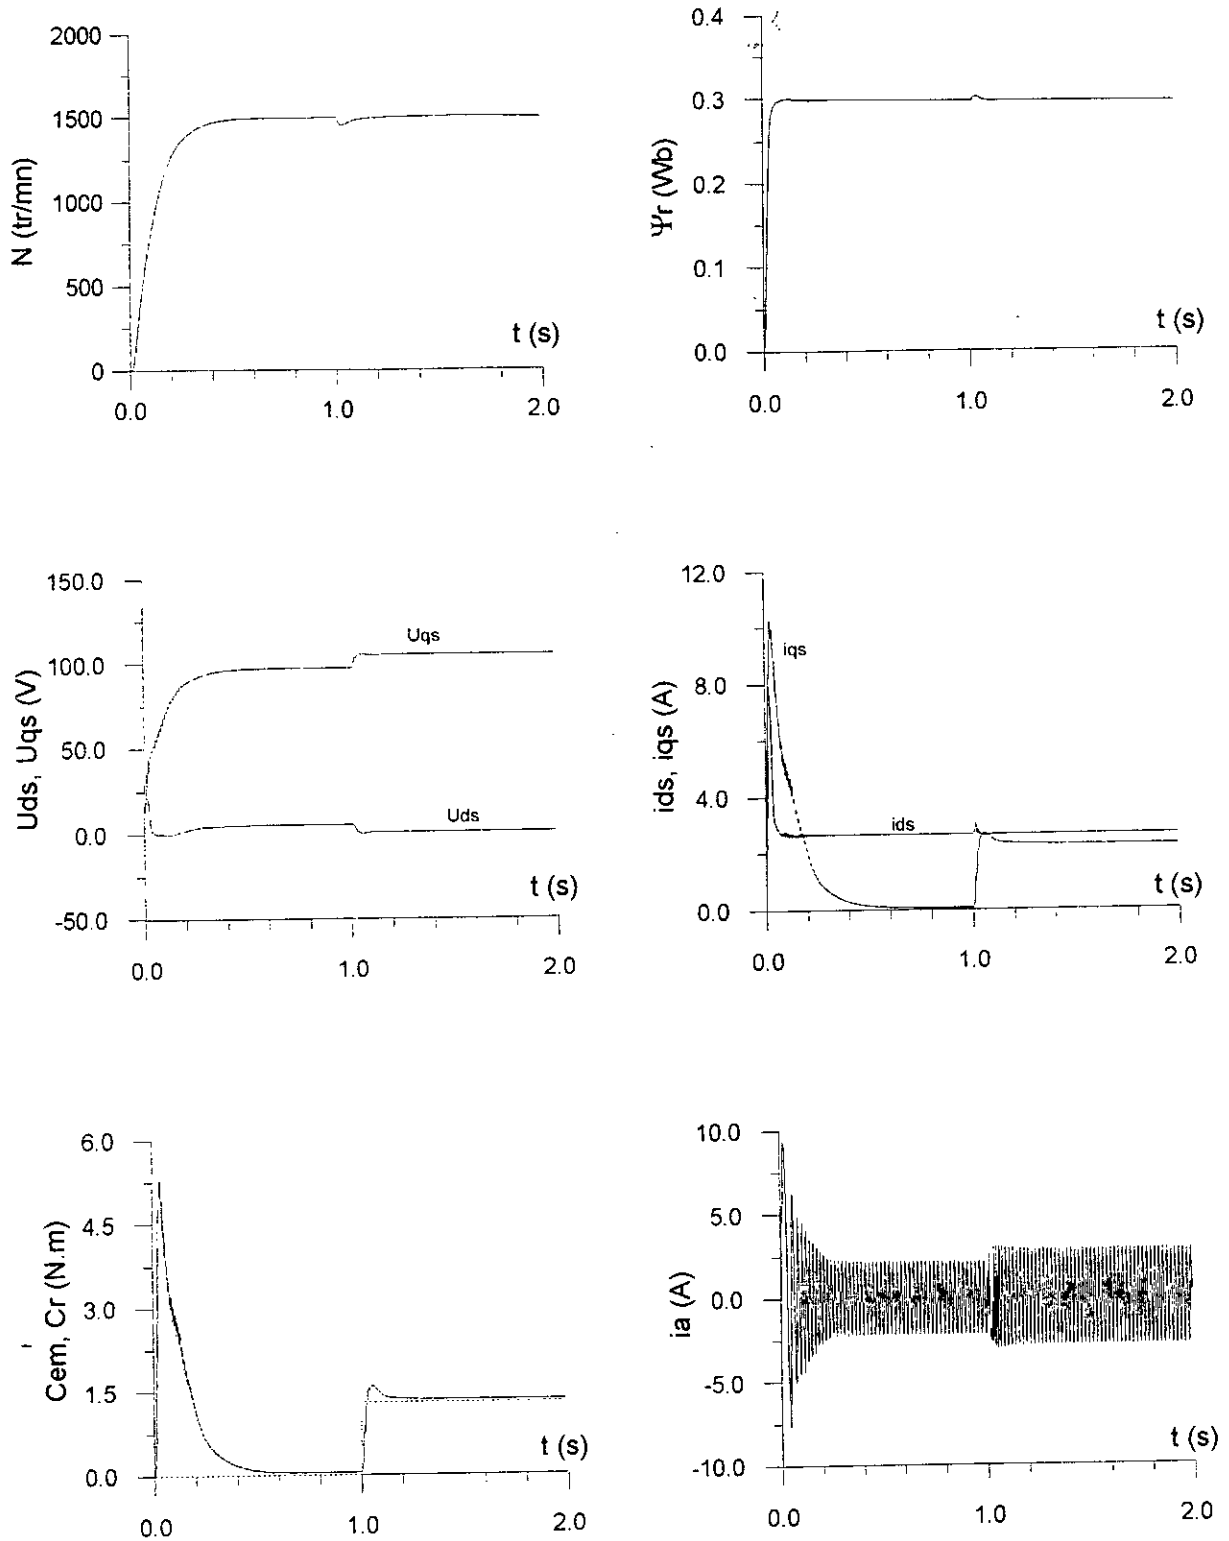 2000
1500
1000
500
0
N (tr/mn)
t (s)
0.0
1.0
2.0
0.4
0.3
0.2
0.1
0.0
Ψr (Wb)
t (s)
0.0
1.0
2.0
150.0
100.0
50.0
0.0
-50.0
Uds, Uqs (V)
Uqs
Uds
t (s)
0.0
1.0
2.0
12.0
8.0
4.0
0.0
ids, iqs (A)
iqs
ids
t (s)
0.0
1.0
2.0
6.0
4.5
3.0
1.5
0.0
Cem, Cr (N.m)
t (s)
0.0
1.0
2.0
10.0
5.0
0.0
-5.0
-10.0
ia (A)
t (s)
0.0
1.0
2.0